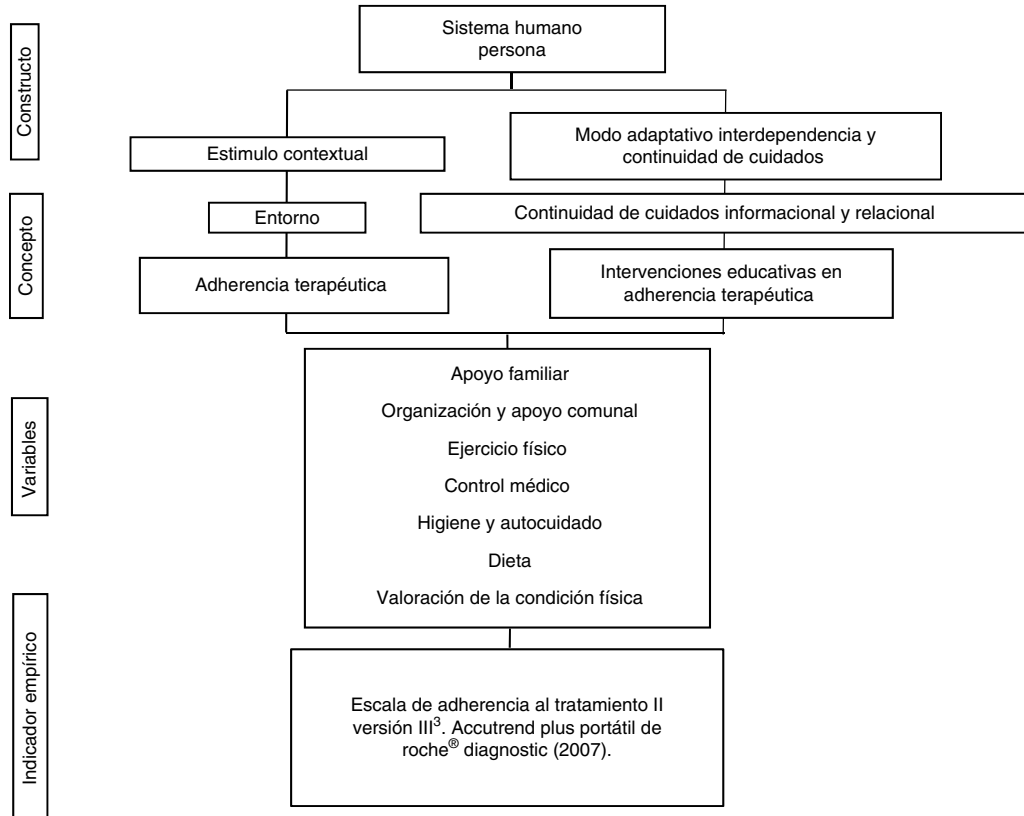 Constructo
Sistema humano
persona
Estimulo contextual
Modo adaptativo interdependencia y
continuidad de cuidados
Concepto
Entorno
Continuidad de cuidados informacional y relacional
Adherencia terapéutica
Intervenciones educativas en
adherencia terapéutica
Variables
Apoyo familiar
Organización y apoyo comunal
Ejercicio físico
Control médico
Higiene y autocuidado
Dieta
Valoración de la condición física
Indicador empírico
Escala de adherencia al tratamiento II
versión III³. Accutrend plus portátil de
roche® diagnostic (2007).